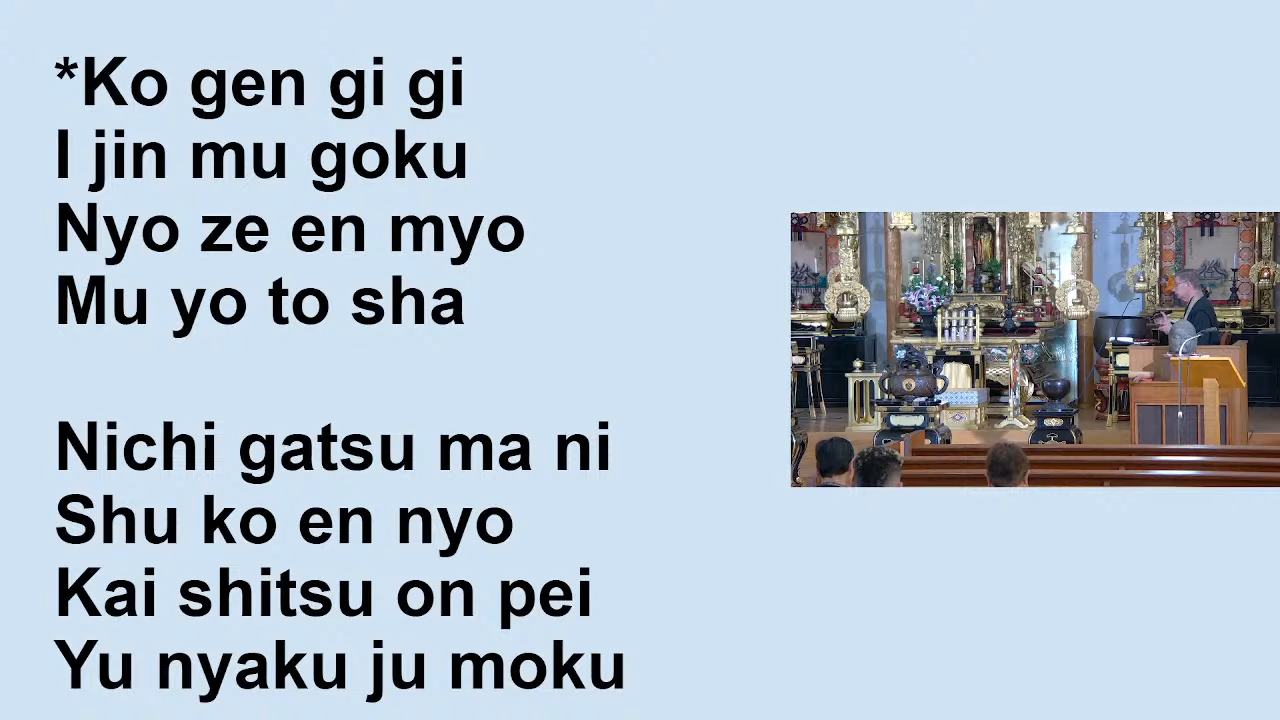 *Ko gen gi gi
I jin mu goku
Nyo ze en myo
Mu yo to sha
Nichi gatsu ma ni
Shu ko en nyo
Kai shitsu on pei
Yu nyaku ju moku